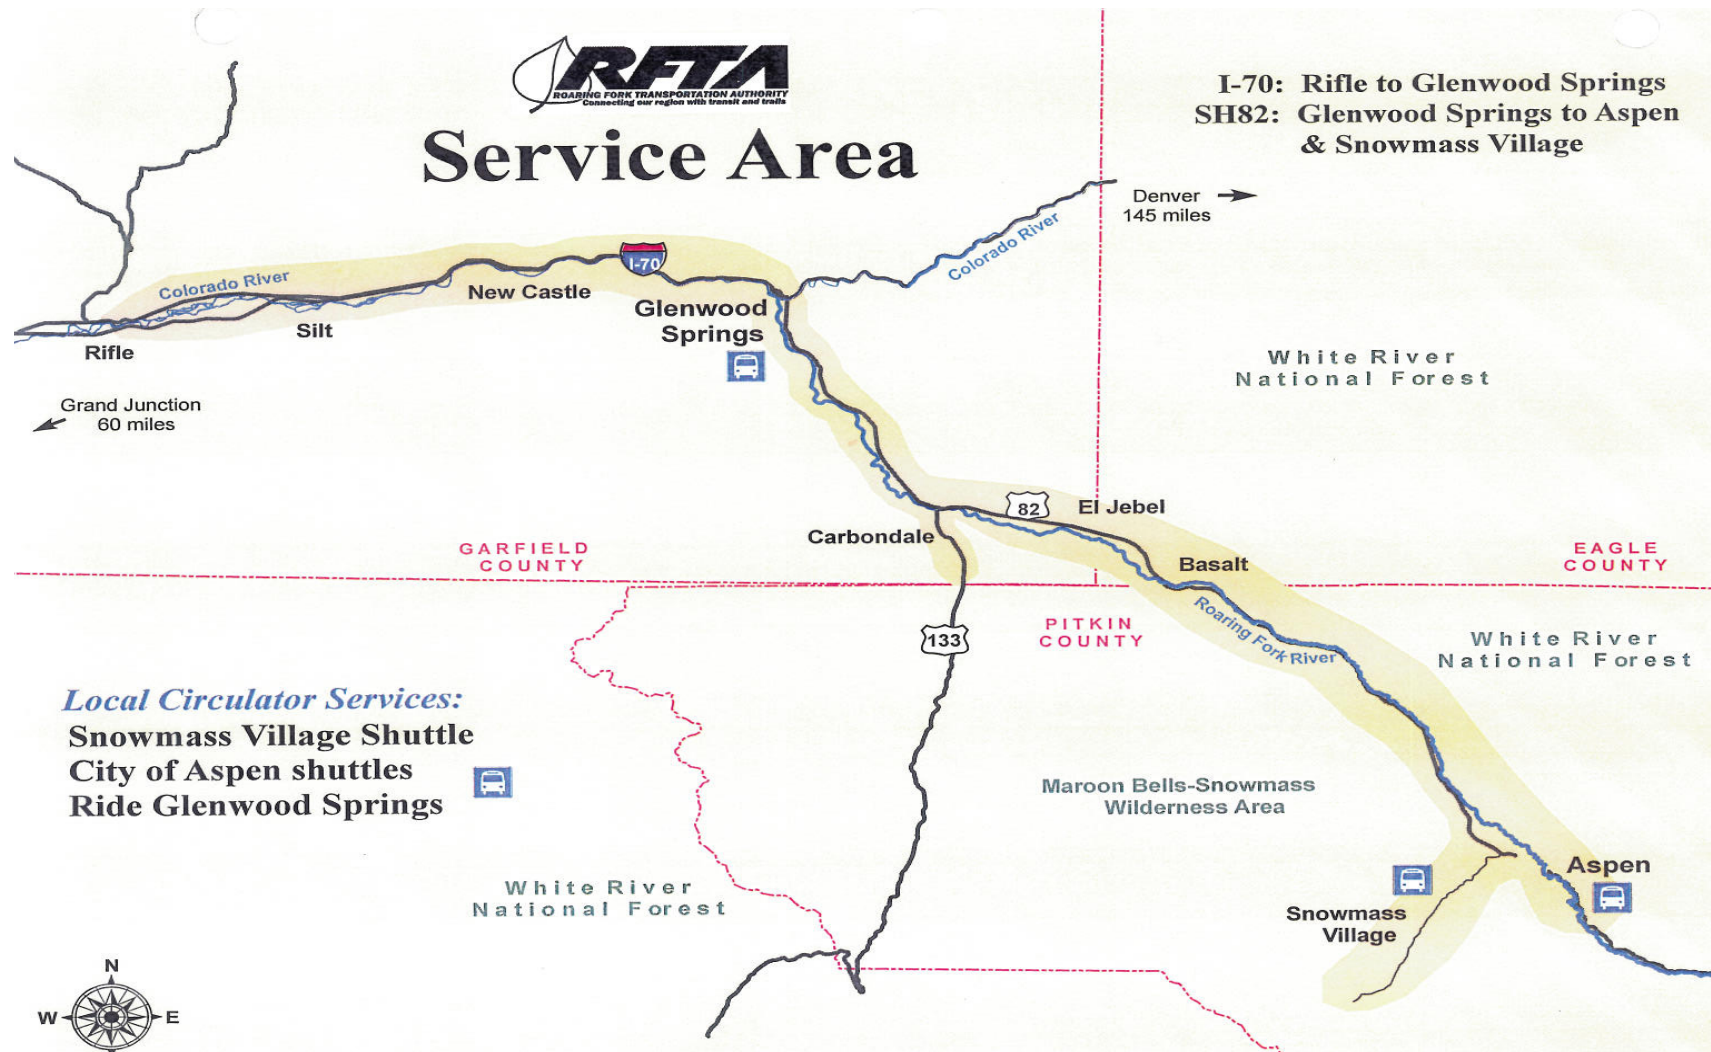 RFTA
ROARING FORK TRANSPORTATION AUTHORITY
Connecting our region with transit and trails
Service Area
I-70: Rifle to Glenwood Springs
SH82: Glenwood Springs to Aspen
& Snowmass Village
Denver
145 miles
Colorado River
I-70
Colorado River
New Castle
Glenwood
Springs
Silt
Rifle
Grand Junction
60 miles
White River
National Forest
82
El Jebel
Carbondale
GARFIELD
COUNTY
Basalt
EAGLE
COUNTY
Roaring Fork River
PITKIN
COUNTY
133
White River
National Forest
Local Circulator Services:
Snowmass Village Shuttle
City of Aspen shuttles
Ride Glenwood Springs
Maroon Bells-Snowmass
Wilderness Area
Aspen
White River
National Forest
Snowmass
Village
N
W
E